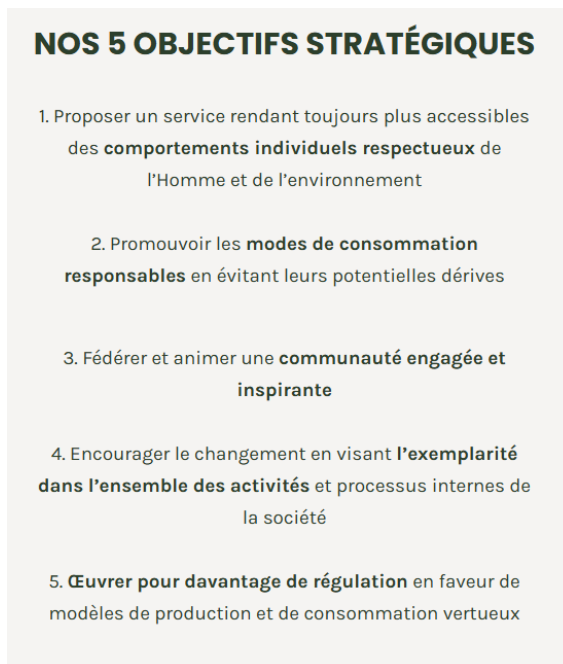 NOS 5 OBJECTIFS STRATÉGIQUES
1. Proposer un service rendant toujours plus accessibles
des comportements individuels respectueux de
l’Homme et de l’environnement
2. Promouvoir les modes de consommation
responsables en évitant leurs potentielles dérives
3. Fédérer et animer une communauté engagée et
inspirante
4. Encourager le changement en visant l’exemplarité
dans l’ensemble des activités et processus internes de
la société
5. Œuvrer pour davantage de régulation en faveur de
modèles de production et de consommation vertueux